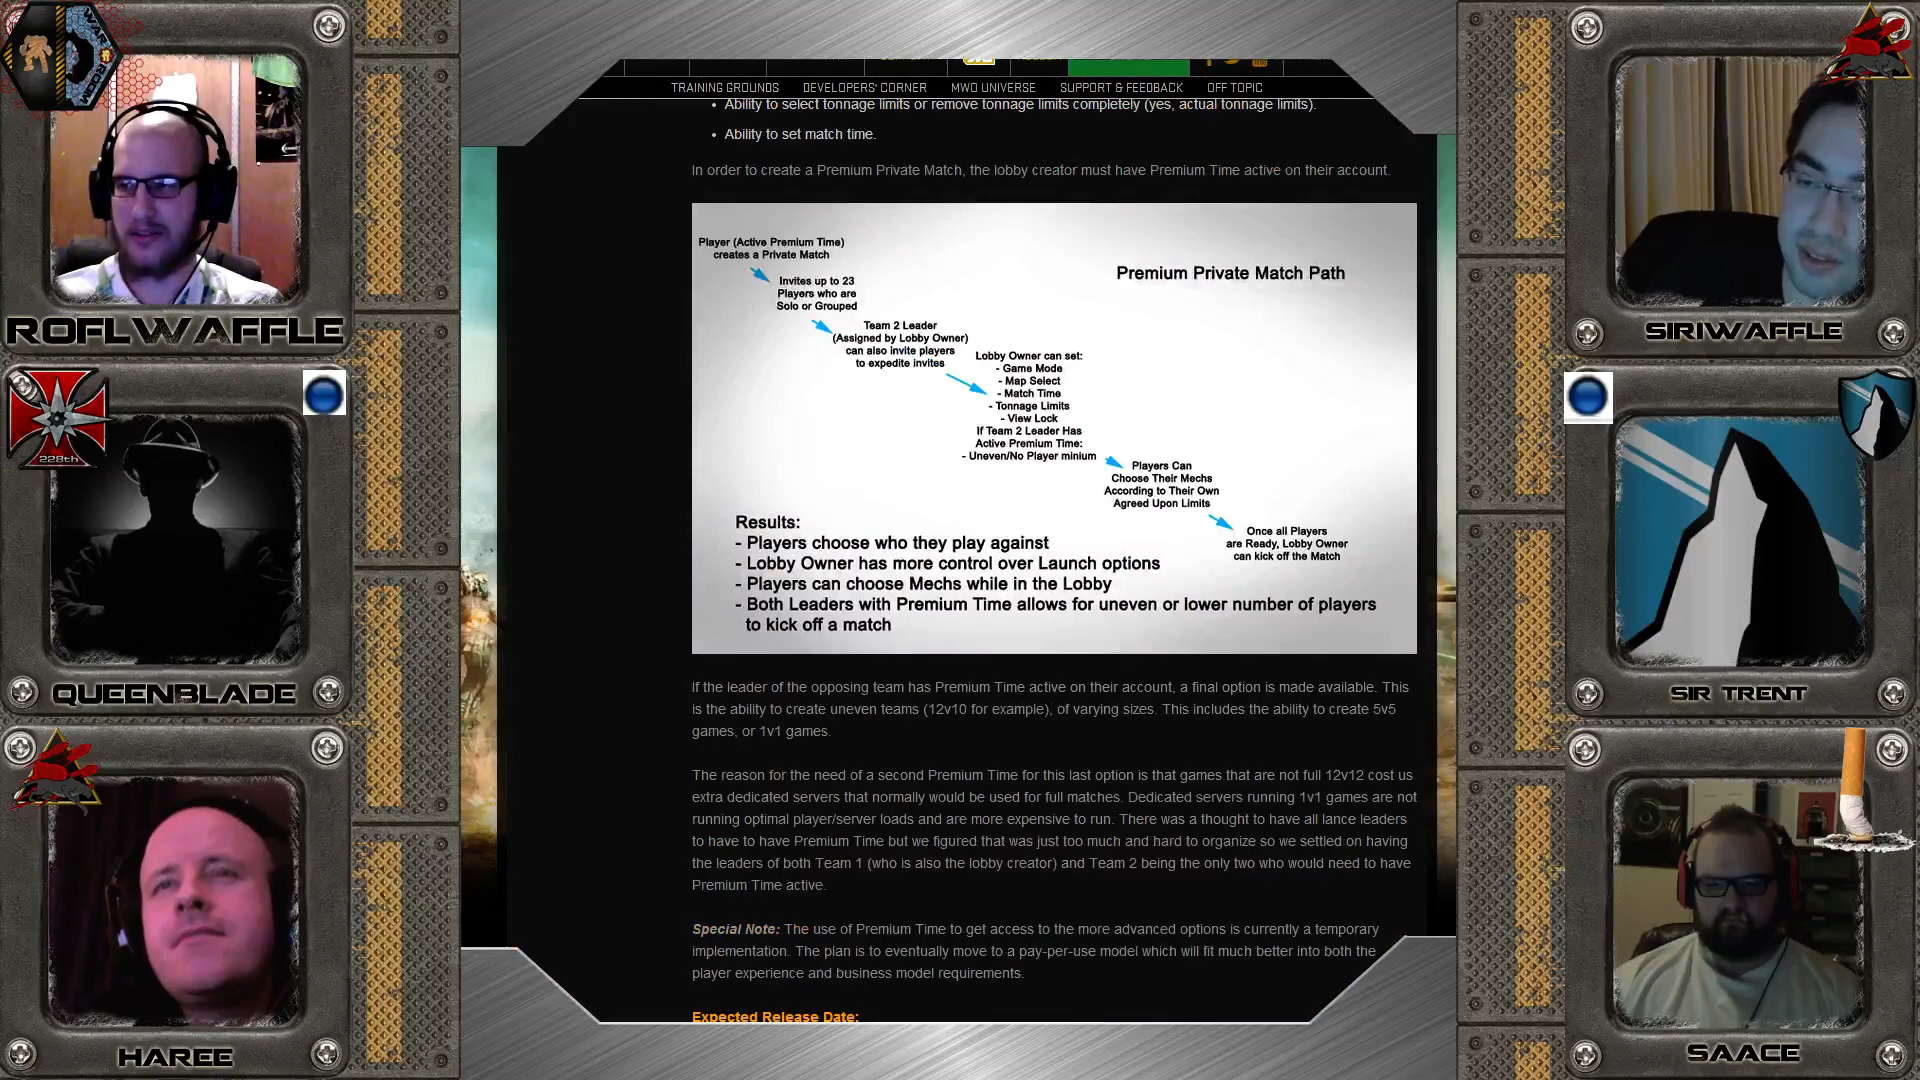 TRAINING GROUNDS DEVELOPERS' CORNER MWO UNIVERSE SUPPORT & FEEDBACK OFF TOPIC
• Ability to select tonnage limits or remove tonnage limits completely (yes, actual tonnage limits).
• Ability to set match time.
In order to create a Premium Private Match, the lobby creator must have Premium Time active on their account.
Player (Active Premium Time)
creates a Private Match
Premium Private Match Path
Invites up to 23
Players who are
Solo or Grouped
Team 2 Leader
(Assigned by Lobby Owner)
can also invite players
to expedite invites
Lobby Owner can set:
- Game Mode
- Map Select
- Match Time
- Tonnage Limits
- View Lock
If Team 2 Leader Has
Active Premium Time:
- Uneven/No Player minium
Players Can
Choose Their Mechs
According to Their Own
Agreed Upon Limits
Once all Players
are Ready, Lobby Owner
can kick off the Match
Results:
- Players choose who they play against
- Lobby Owner has more control over Launch options
- Players can choose Mechs while in the Lobby
- Both Leaders with Premium Time allows for uneven or lower number of players
to kick off a match
If the leader of the opposing team has Premium Time active on their account, a final option is made available. This
is the ability to create uneven teams (12v10 for example), of varying sizes. This includes the ability to create 5v5
games, or 1v1 games.
The reason for the need of a second Premium Time for this last option is that games that are not full 12v12 cost us
extra dedicated servers that normally would be used for full matches. Dedicated servers running 1v1 games are not
running optimal player/server loads and are more expensive to run. There was a thought to have all lance leaders
to have to have Premium Time but we figured that was just too much and hard to organize so we settled on having
the leaders of both Team 1 (who is also the lobby creator) and Team 2 being the only two who would need to have
Premium Time active.
Special Note: The use of Premium Time to get access to the more advanced options is currently a temporary
implementation. The plan is to eventually move to a pay-per-use model which will fit much better into both the
player experience and business model requirements.
Expected Release Date:
ROFLWAFFLE
228th
QUEENBLADE
HAREE
SIRIWAFFLE
SIR TRENT
SAACE